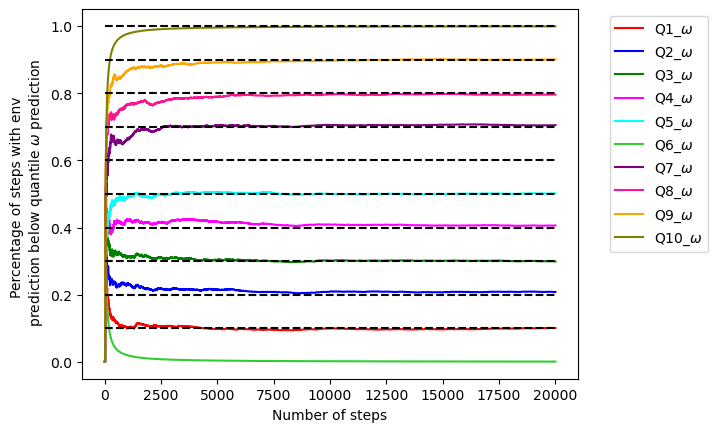 Percentage of steps with env
prediction below quantile ω prediction
1.0
0.8
0.6
0.4
0.2
0.0
0
2500
5000
7500
10000
12500
15000
17500
20000
Number of steps
Q1_ω
Q2_ω
Q3_ω
Q4_ω
Q5_ω
Q6_ω
Q7_ω
Q8_ω
Q9_ω
Q10_ω